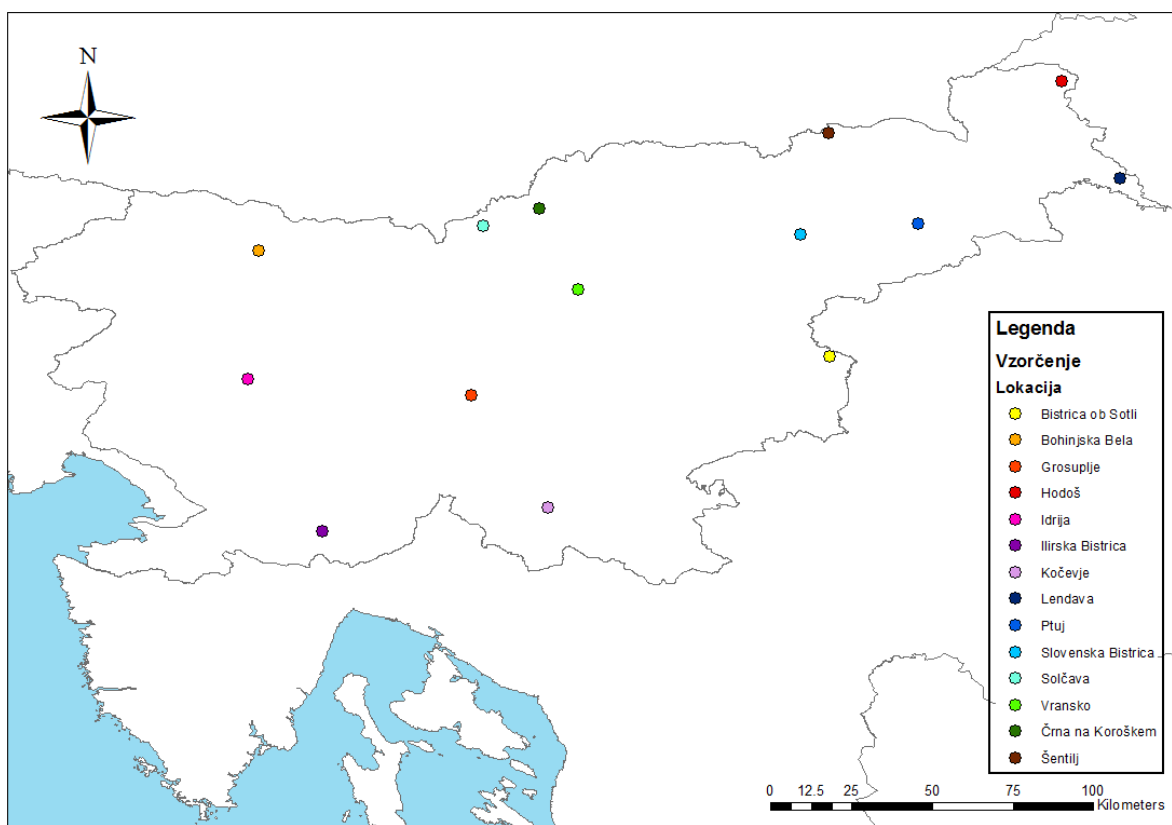 N
Legenda
Vzorčenje
Lokacija
Bistrica ob Sotli
Bohinjska Bela
Grosuplje
Hodoš
Idrija
Ilirska Bistrica
Kočevje
Lendava
Ptuj
Slovenska Bistrica
Solčava
Vransko
Črna na Koroškem
Šentilj
0 12.5 25 50 75 100
Kilometers